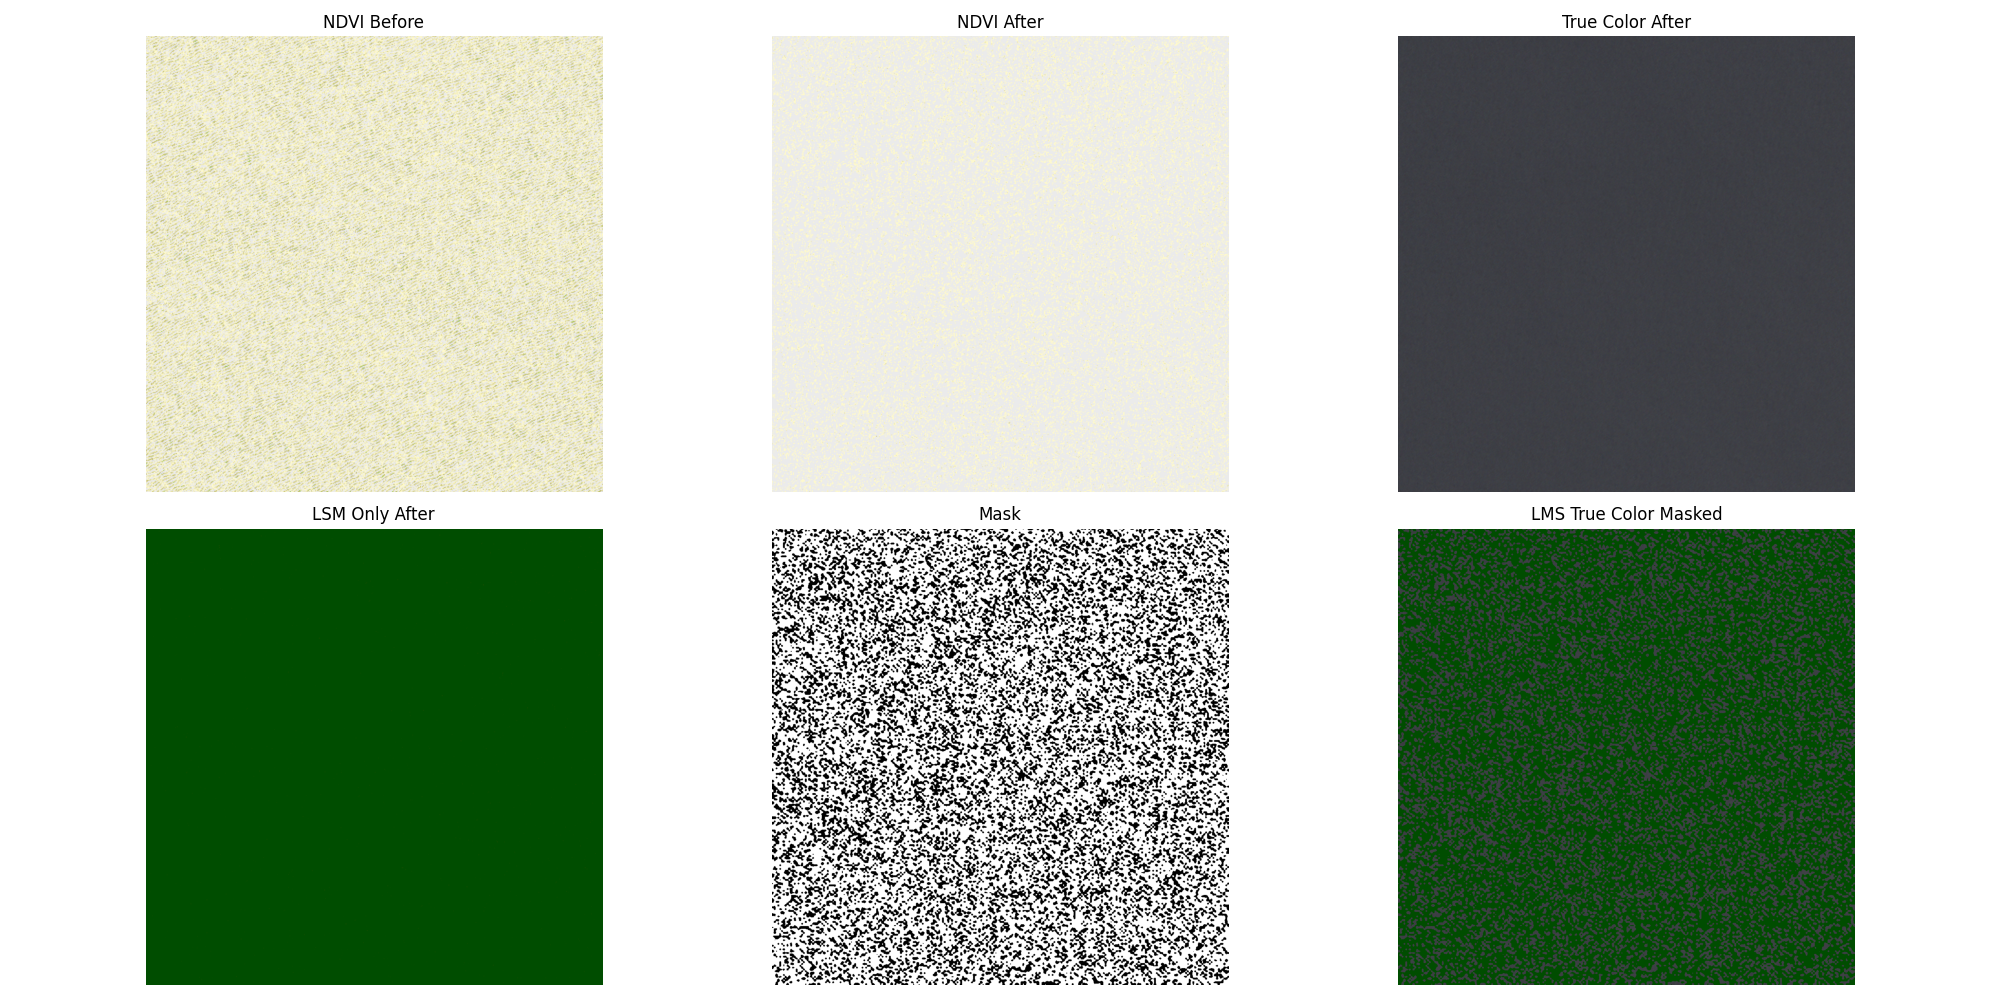 NDVI Before
NDVI After
True Color After
LSM Only After
Mask
LMS True Color Masked